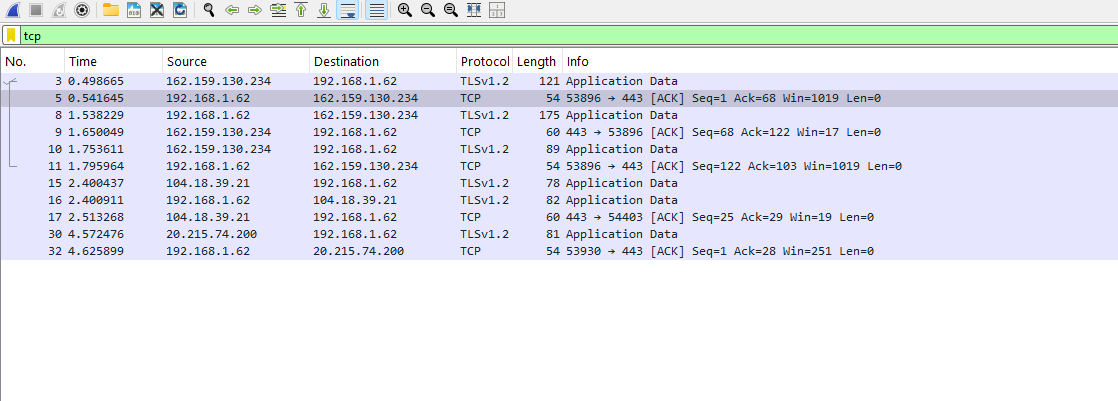 tcp
No. Time Source Destination Protocol Length Info
3 0.498665 162.159.130.234 192.168.1.62 TLSv1.2 121 Application Data
5 0.541645 192.168.1.62 162.159.130.234 TCP 54 53896 → 443 [ACK] Seq=1 Ack=68 Win=1019 Len=0
8 1.538229 192.168.1.62 162.159.130.234 TLSv1.2 175 Application Data
9 1.650049 162.159.130.234 192.168.1.62 TCP 60 443 → 53896 [ACK] Seq=68 Ack=122 Win=17 Len=0
10 1.753611 162.159.130.234 192.168.1.62 TLSv1.2 89 Application Data
11 1.795964 192.168.1.62 162.159.130.234 TCP 54 53896 → 443 [ACK] Seq=122 Ack=103 Win=1019 Len=0
15 2.400437 104.18.39.21 192.168.1.62 TLSv1.2 78 Application Data
16 2.400911 192.168.1.62 104.18.39.21 TLSv1.2 82 Application Data
17 2.513268 104.18.39.21 192.168.1.62 TCP 60 443 → 54403 [ACK] Seq=25 Ack=29 Win=19 Len=0
30 4.572476 20.215.74.200 192.168.1.62 TLSv1.2 81 Application Data
32 4.625899 192.168.1.62 20.215.74.200 TCP 54 53930 → 443 [ACK] Seq=1 Ack=28 Win=251 Len=0